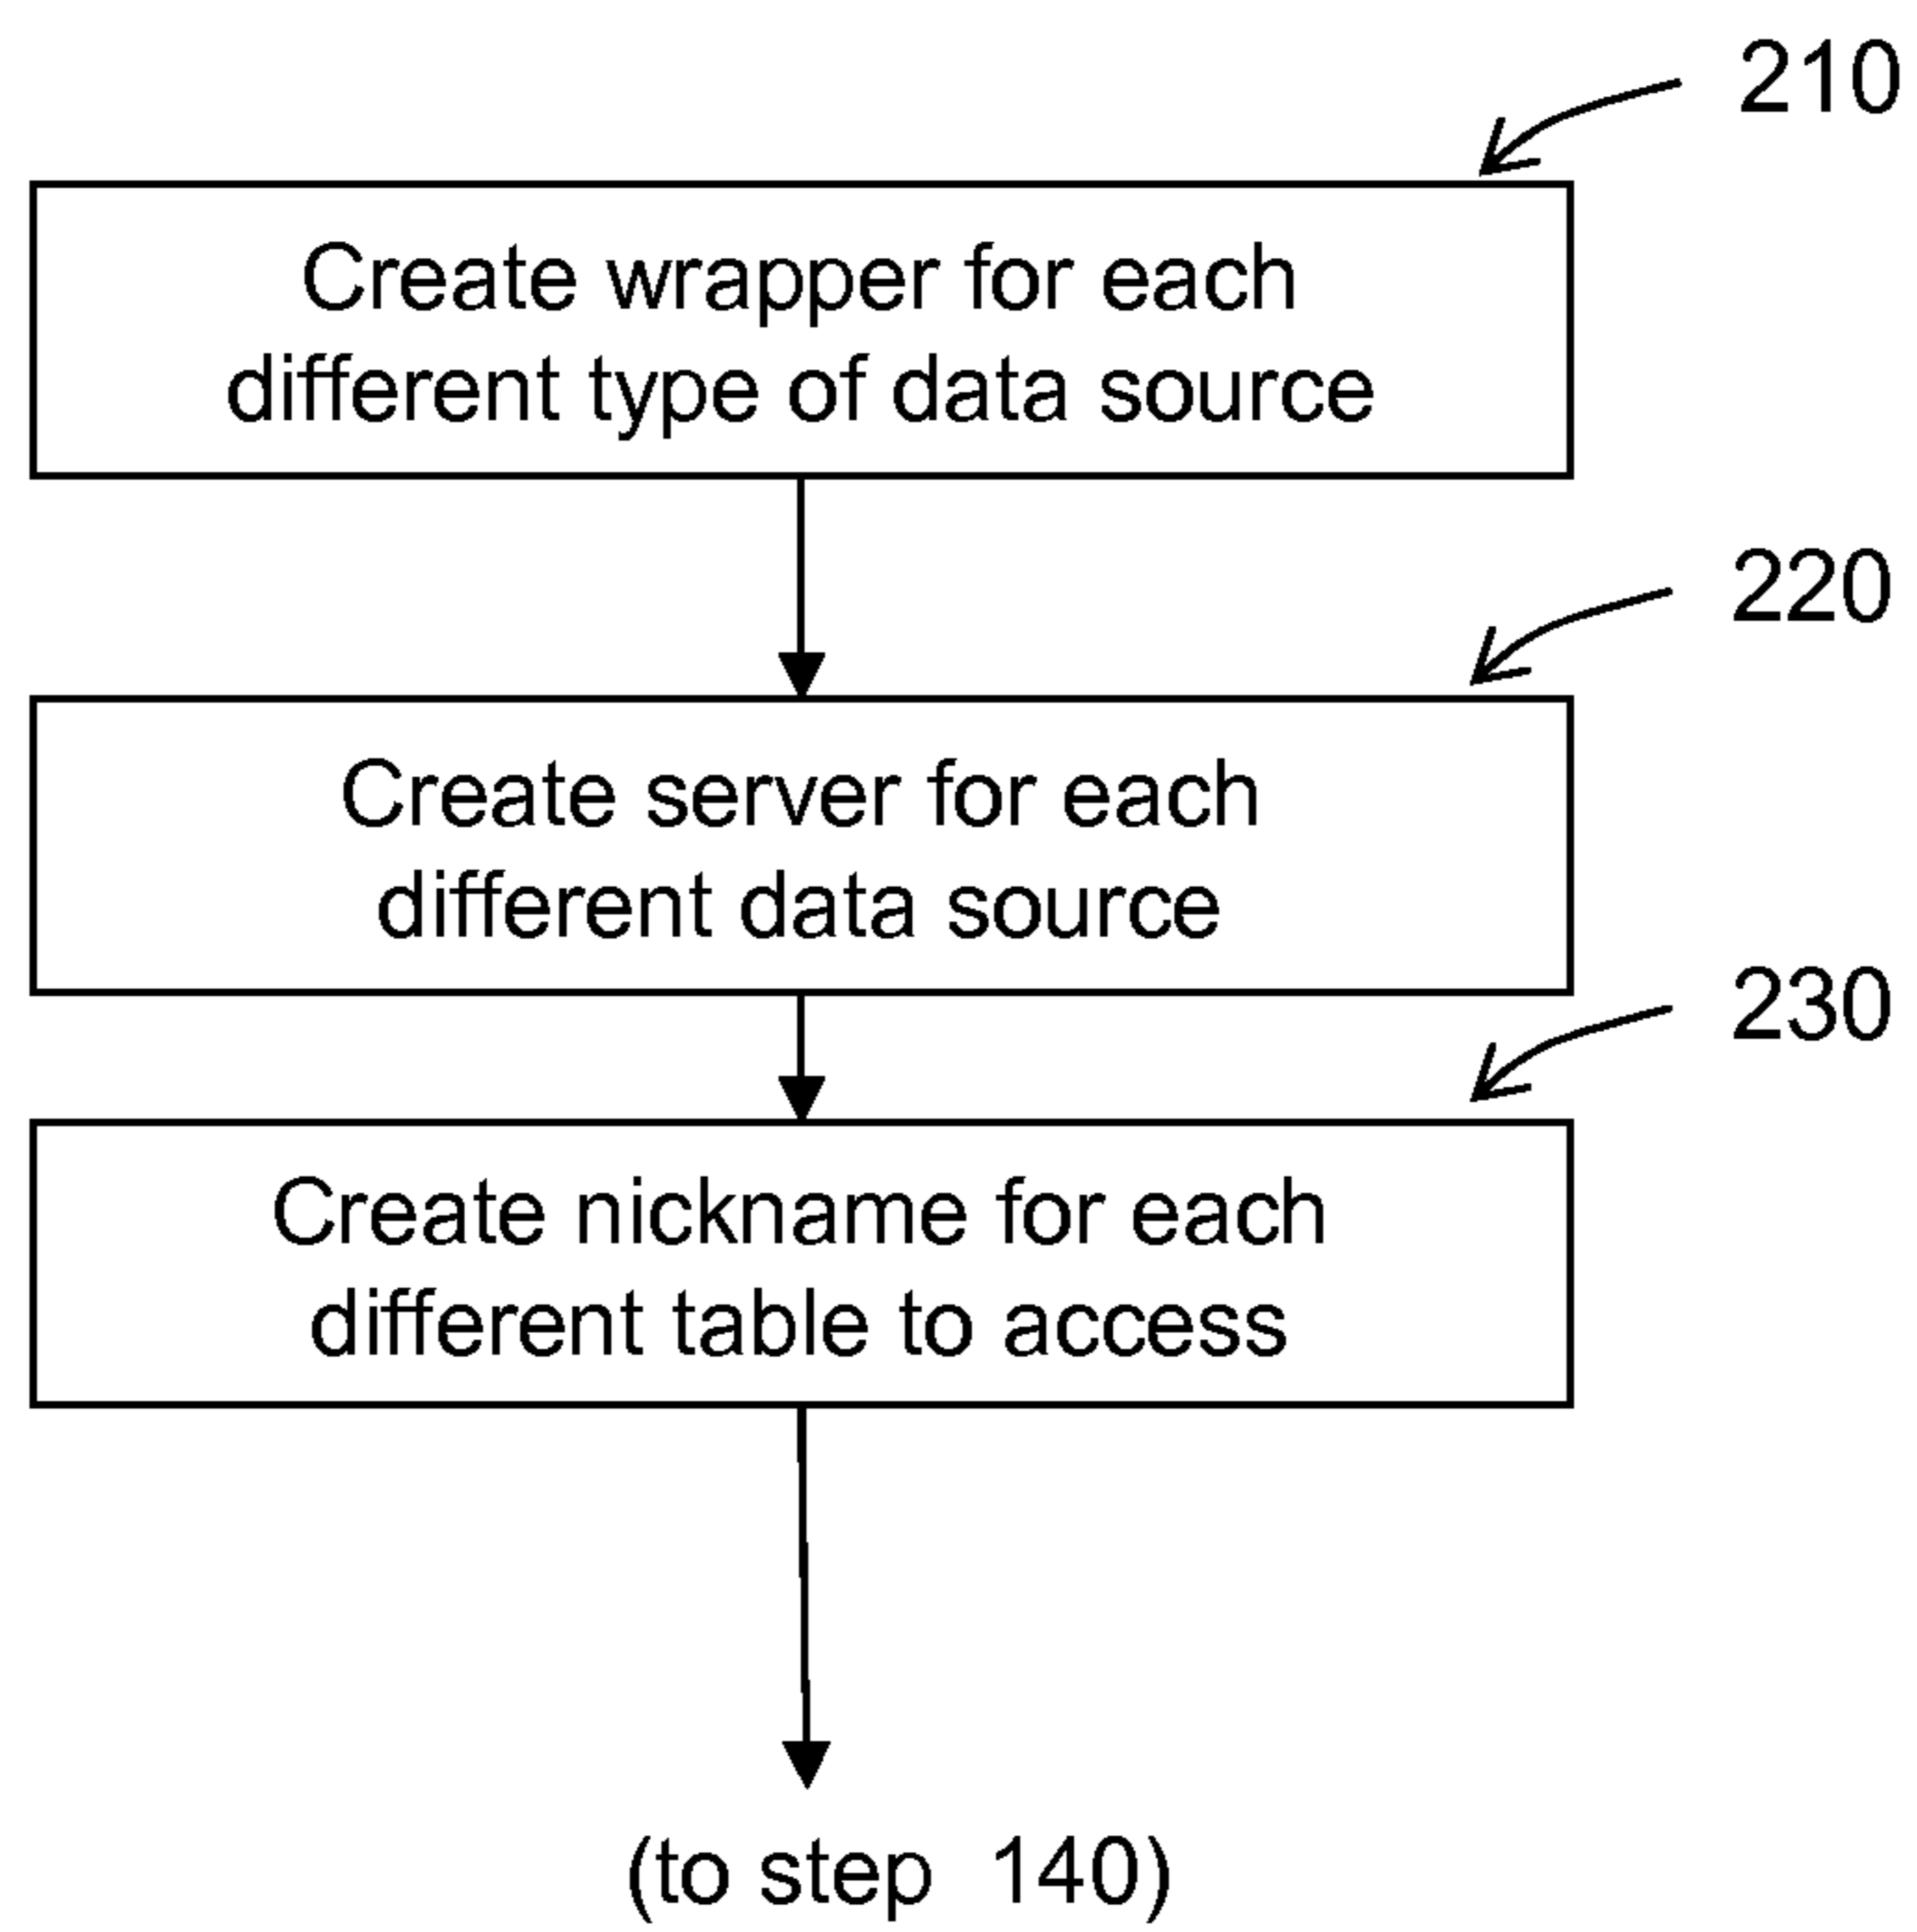 210
Create wrapper for each
different type of data source
220
Create server for each
different data source
230
Create nickname for each
different table to access
(to step 140)